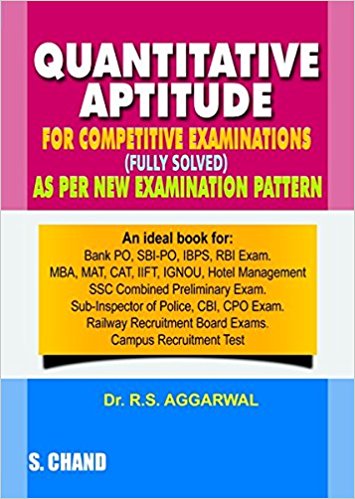 QUANTITATIVE
APTITUDE
FOR COMPETITIVE EXAMINATIONS
(FULLY SOLVED)
AS PER NEW EXAMINATION PATTERN
An ideal book for:
Bank PO, SBI-PO, IBPS, RBI Exam.
MBA, MAT, CAT, IIFT, IGNOU, Hotel Management
SSC Combined Preliminary Exam.
Sub-Inspector of Police, CBI, CPO Exam.
Railway Recruitment Board Exams.
Campus Recruitment Test
Dr. R.S. AGGARWAL
S. CHAND